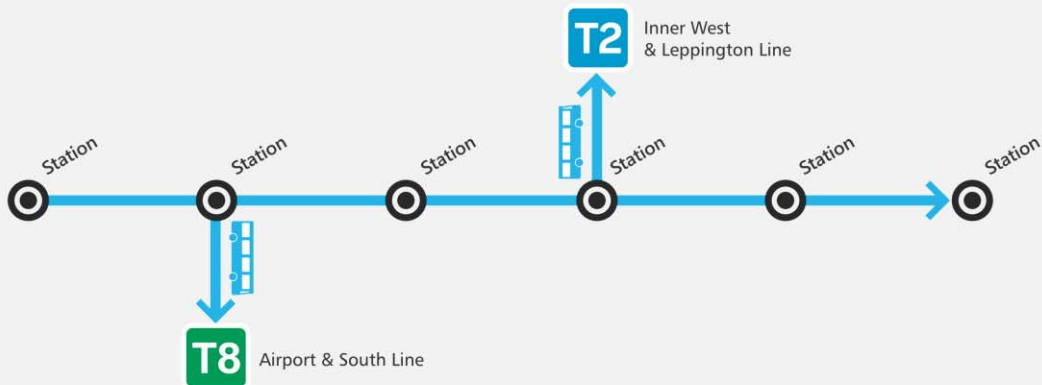 T2
Inner West
& Leppington Line
Station
Station
Station
Station
Station
Station
T8
Airport & South Line